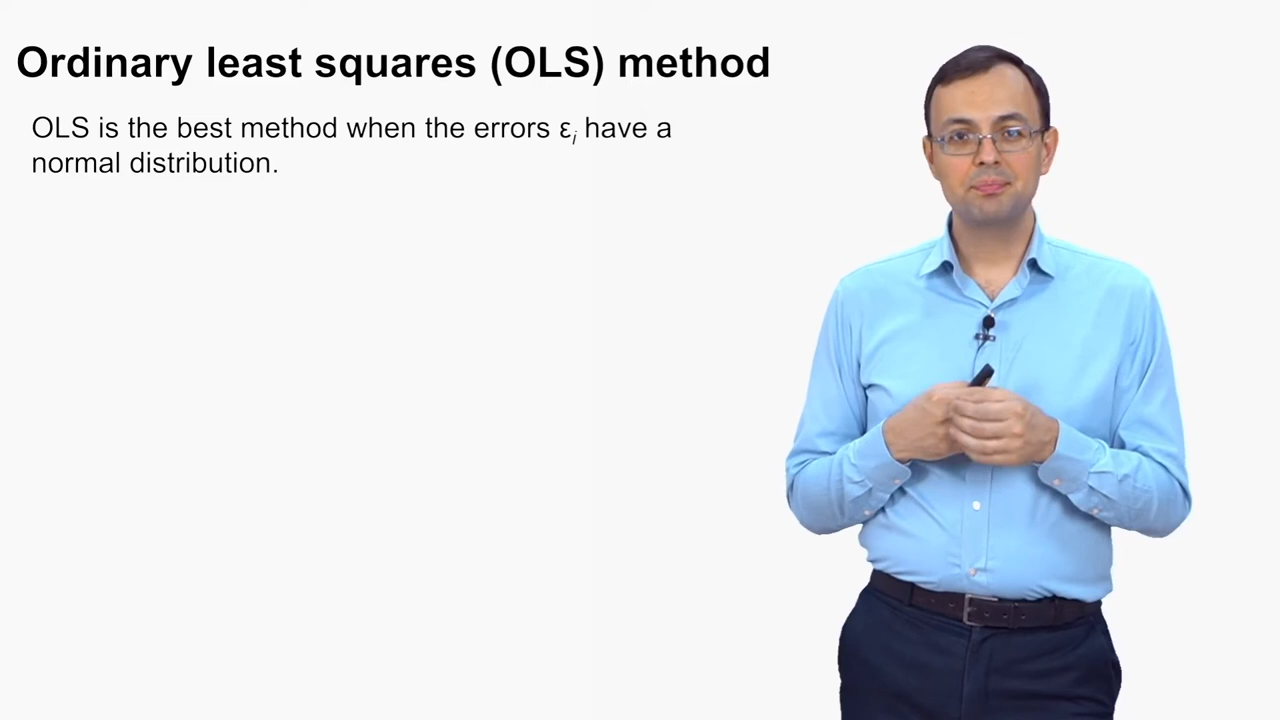 Ordinary least squares (OLS) method
OLS is the best method when the errors εᵢ have a
normal distribution.